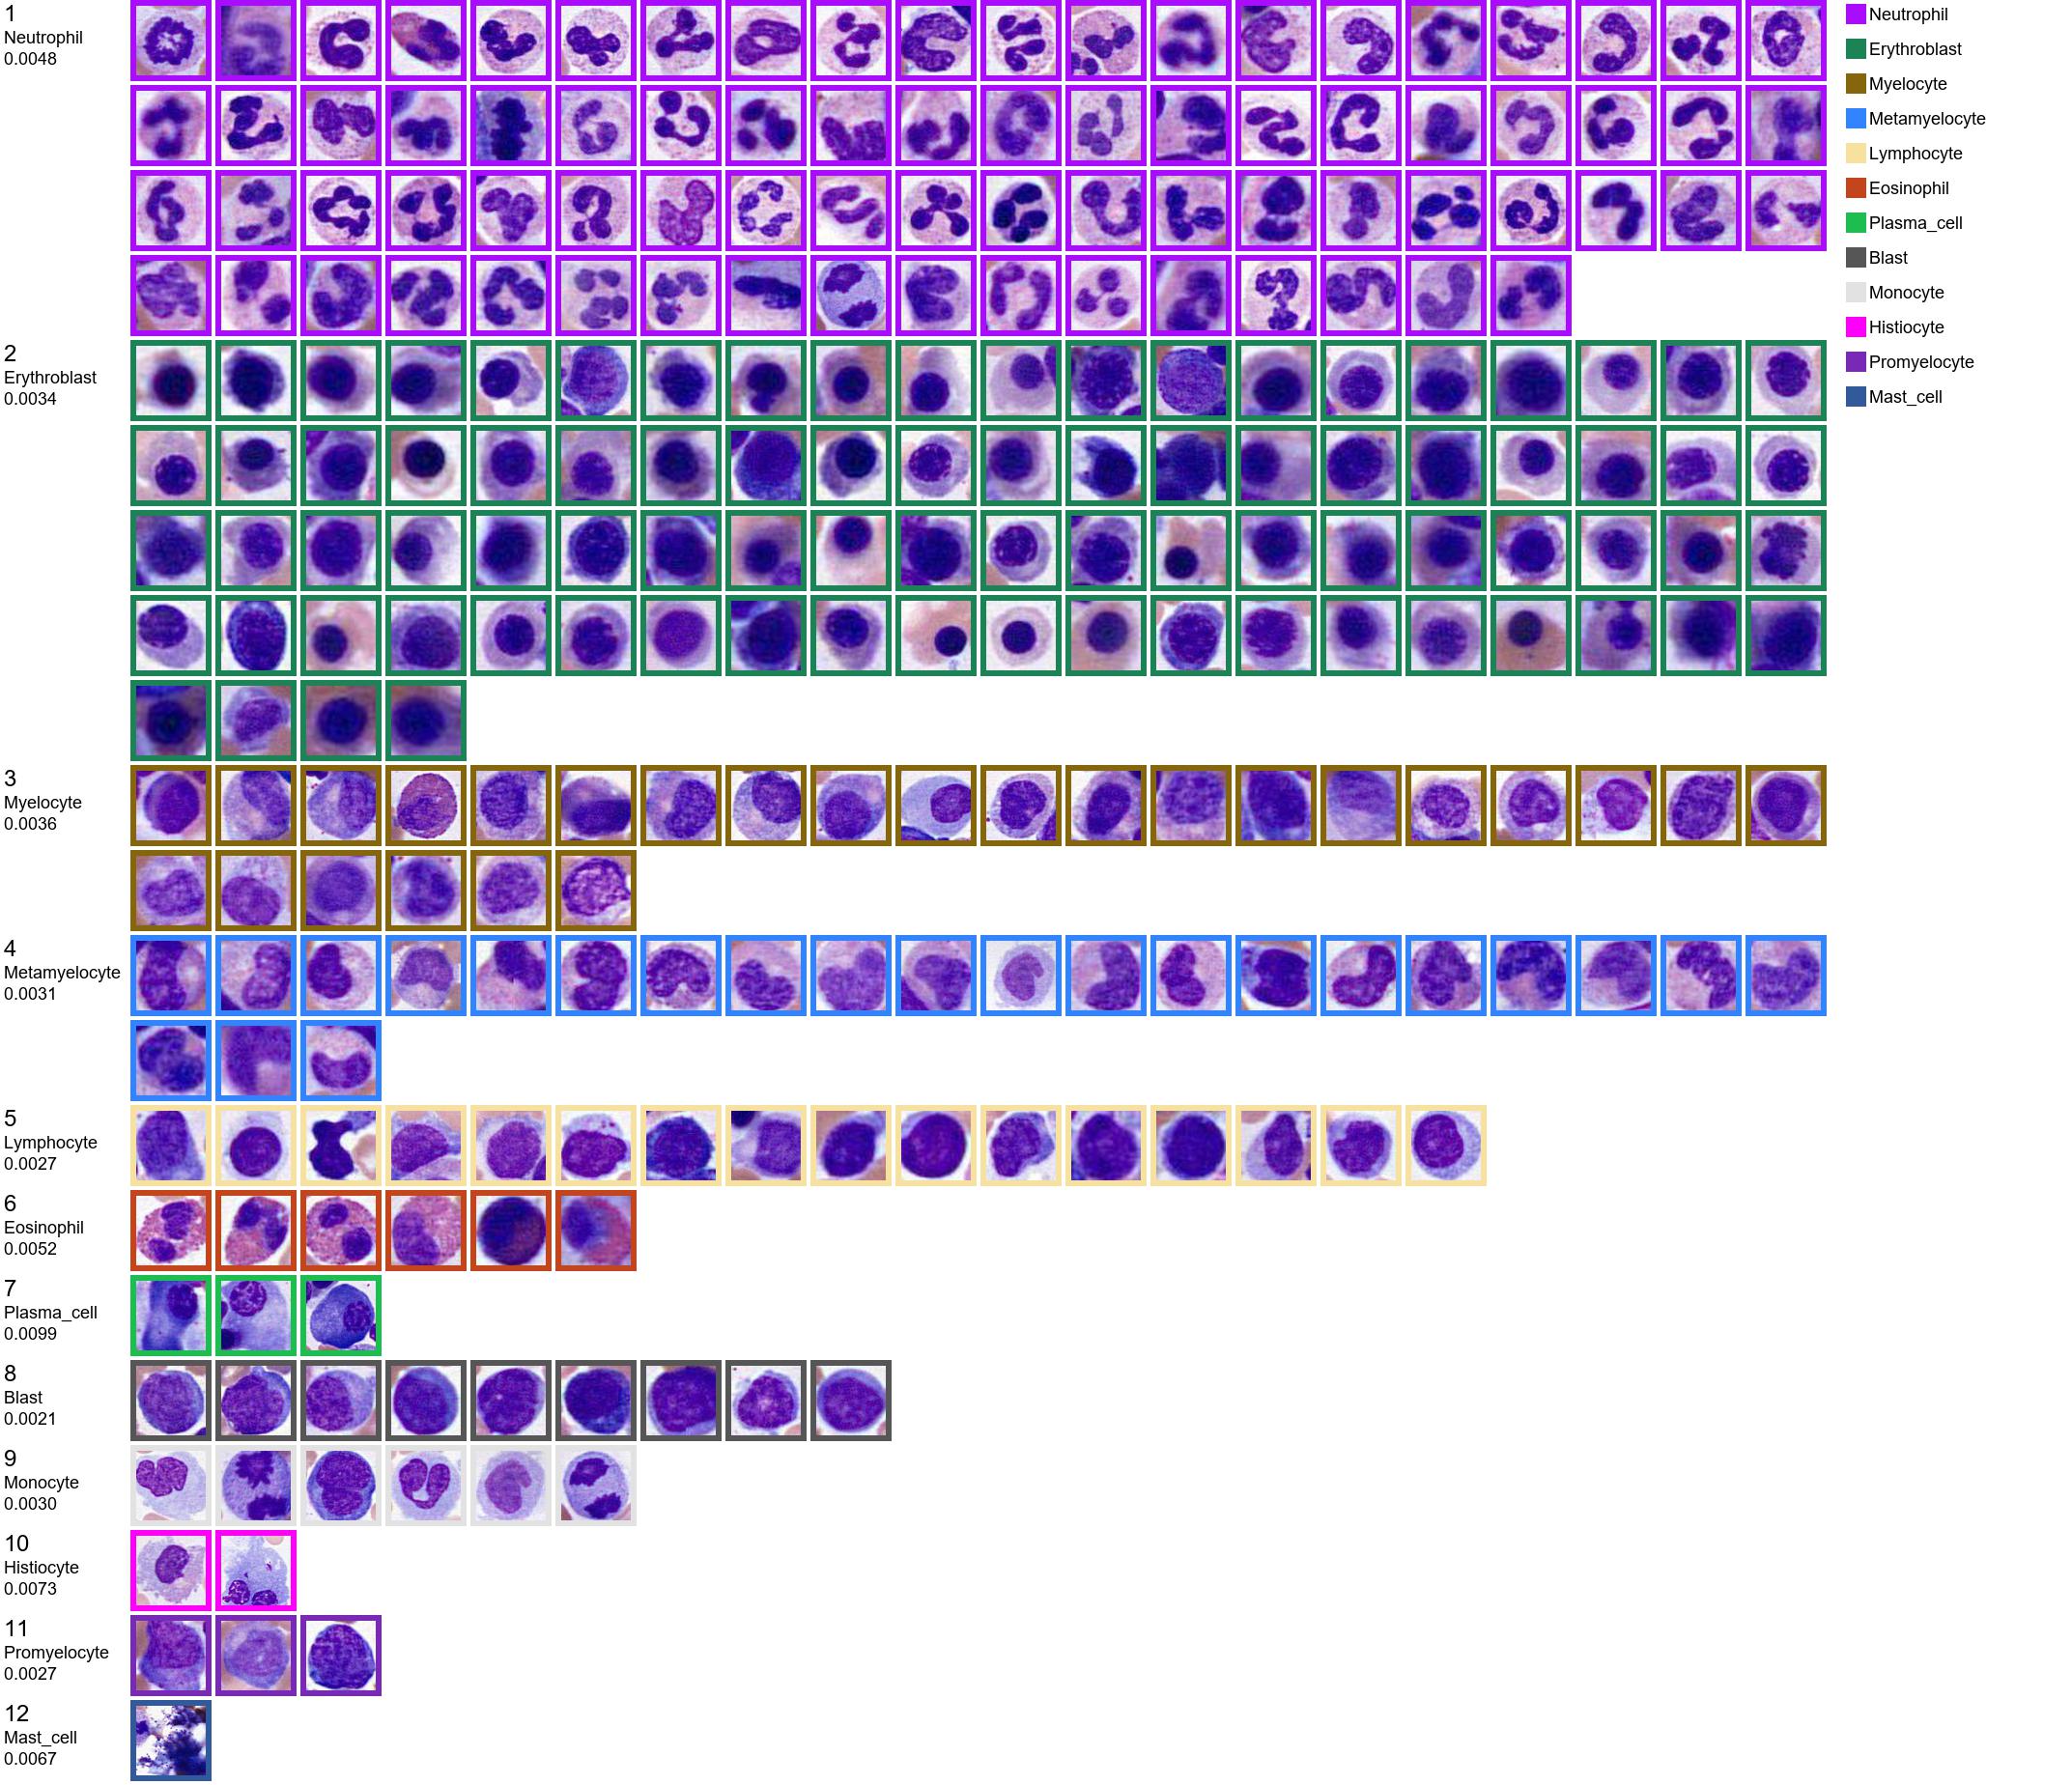 1
Neutrophil
0.0048
2
Erythroblast
0.0034
3
Myelocyte
0.0036
4
Metamyelocyte
0.0031
5
Lymphocyte
0.0027
6
Eosinophil
0.0052
7
Plasma_cell
0.0099
8
Blast
0.0021
9
Monocyte
0.0030
10
Histiocyte
0.0073
11
Promyelocyte
0.0027
12
Mast_cell
0.0067
Neutrophil
Erythroblast
Myelocyte
Metamyelocyte
Lymphocyte
Eosinophil
Plasma_cell
Blast
Monocyte
Histiocyte
Promyelocyte
Mast_cell